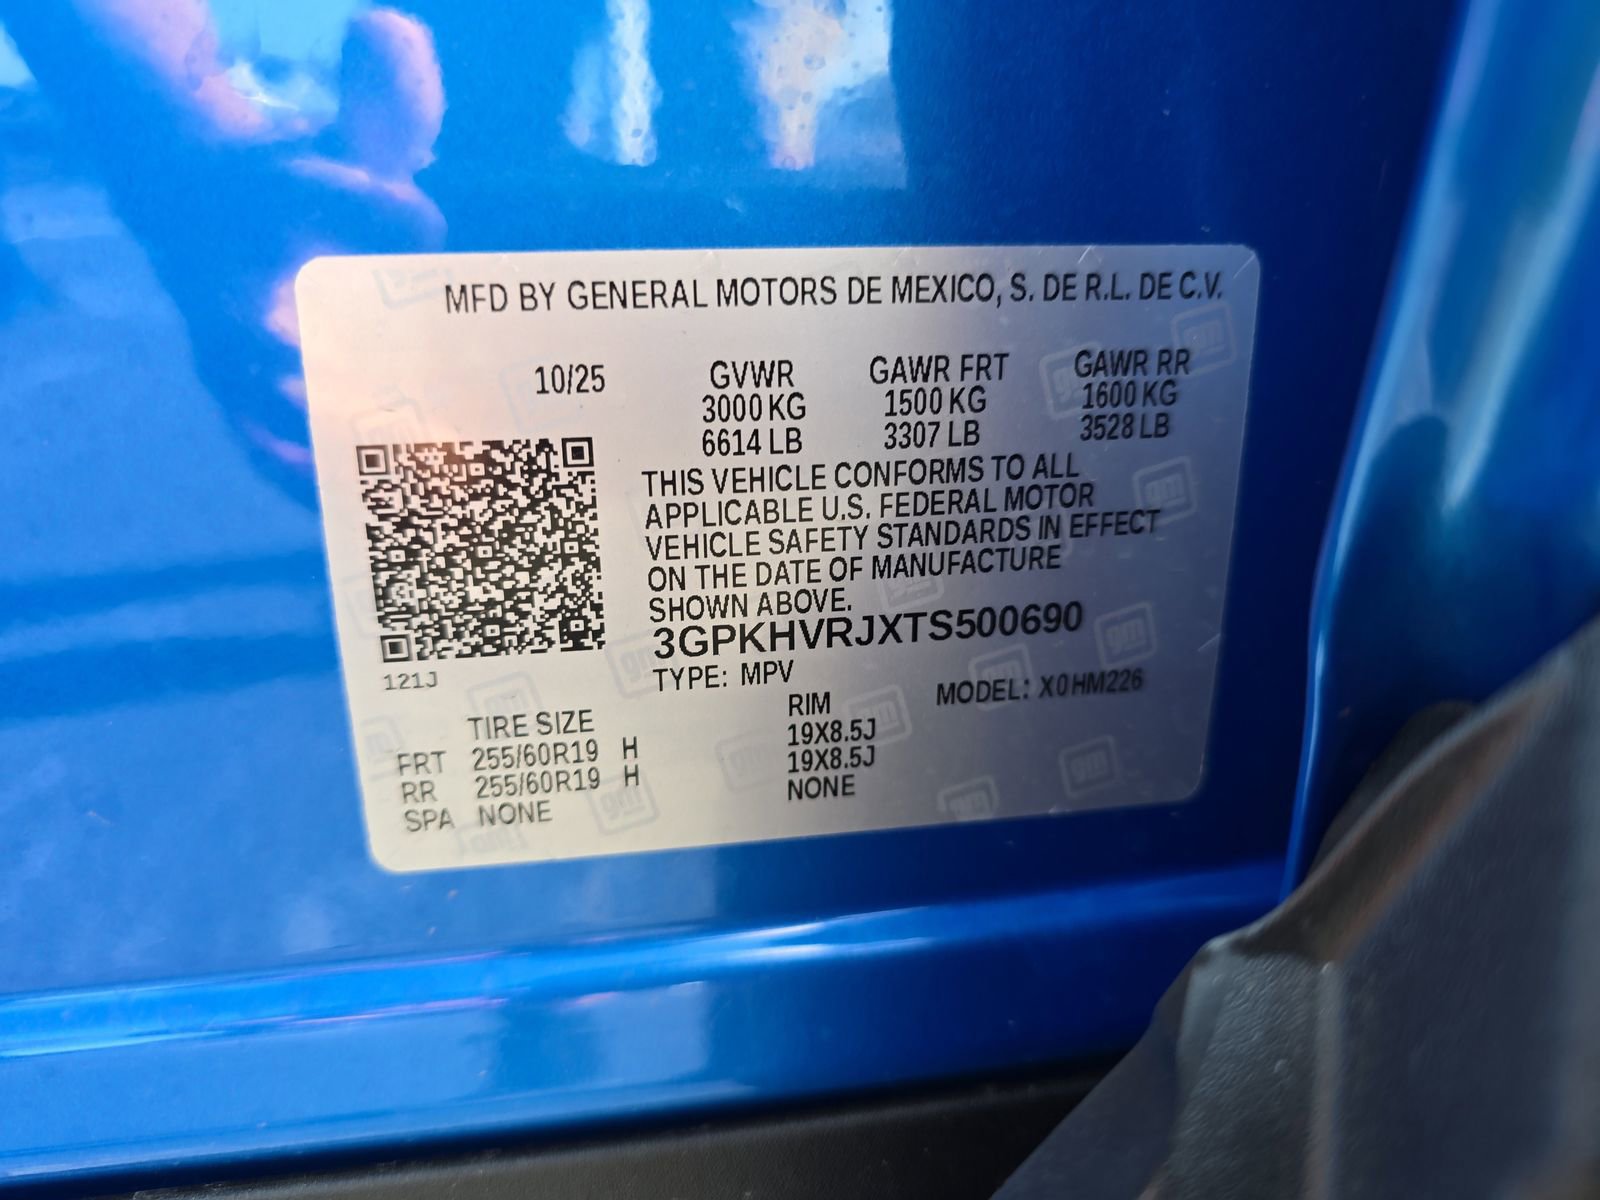 MFD BY GENERAL MOTORS DE MEXICO, S. DE R.L. DE C.V.
10/25
GVWR GAWR FRT GAWR RR
3000 KG 1500 KG 1600 KG
6614 LB 3307 LB 3528 LB
THIS VEHICLE CONFORMS TO ALL
APPLICABLE U.S. FEDERAL MOTOR
VEHICLE SAFETY STANDARDS IN EFFECT
ON THE DATE OF MANUFACTURE
SHOWN ABOVE.
3GPKHVRJXTS500690
121J
TYPE: MPV MODEL: X0HM226
TIRE SIZE RIM
FRT 255/60R19 H 19X8.5J
RR 255/60R19 H 19X8.5J
SPA NONE NONE